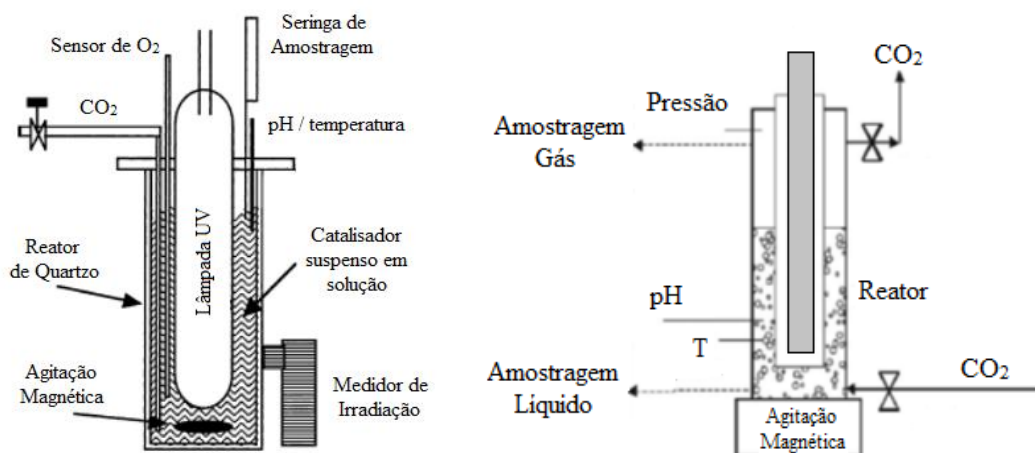 Sensor de O₂
Seringa de
Amostragem
CO₂
pH / temperatura
Lâmpada UV
Reator
de Quartzo
Catalisador
suspenso em
solução
Agitação
Magnética
Medidor de
Irradiação
CO₂
Pressão
Amostragem
Gás
pH
T
Reator
Amostragem
Líquido
CO₂
Agitação
Magnética